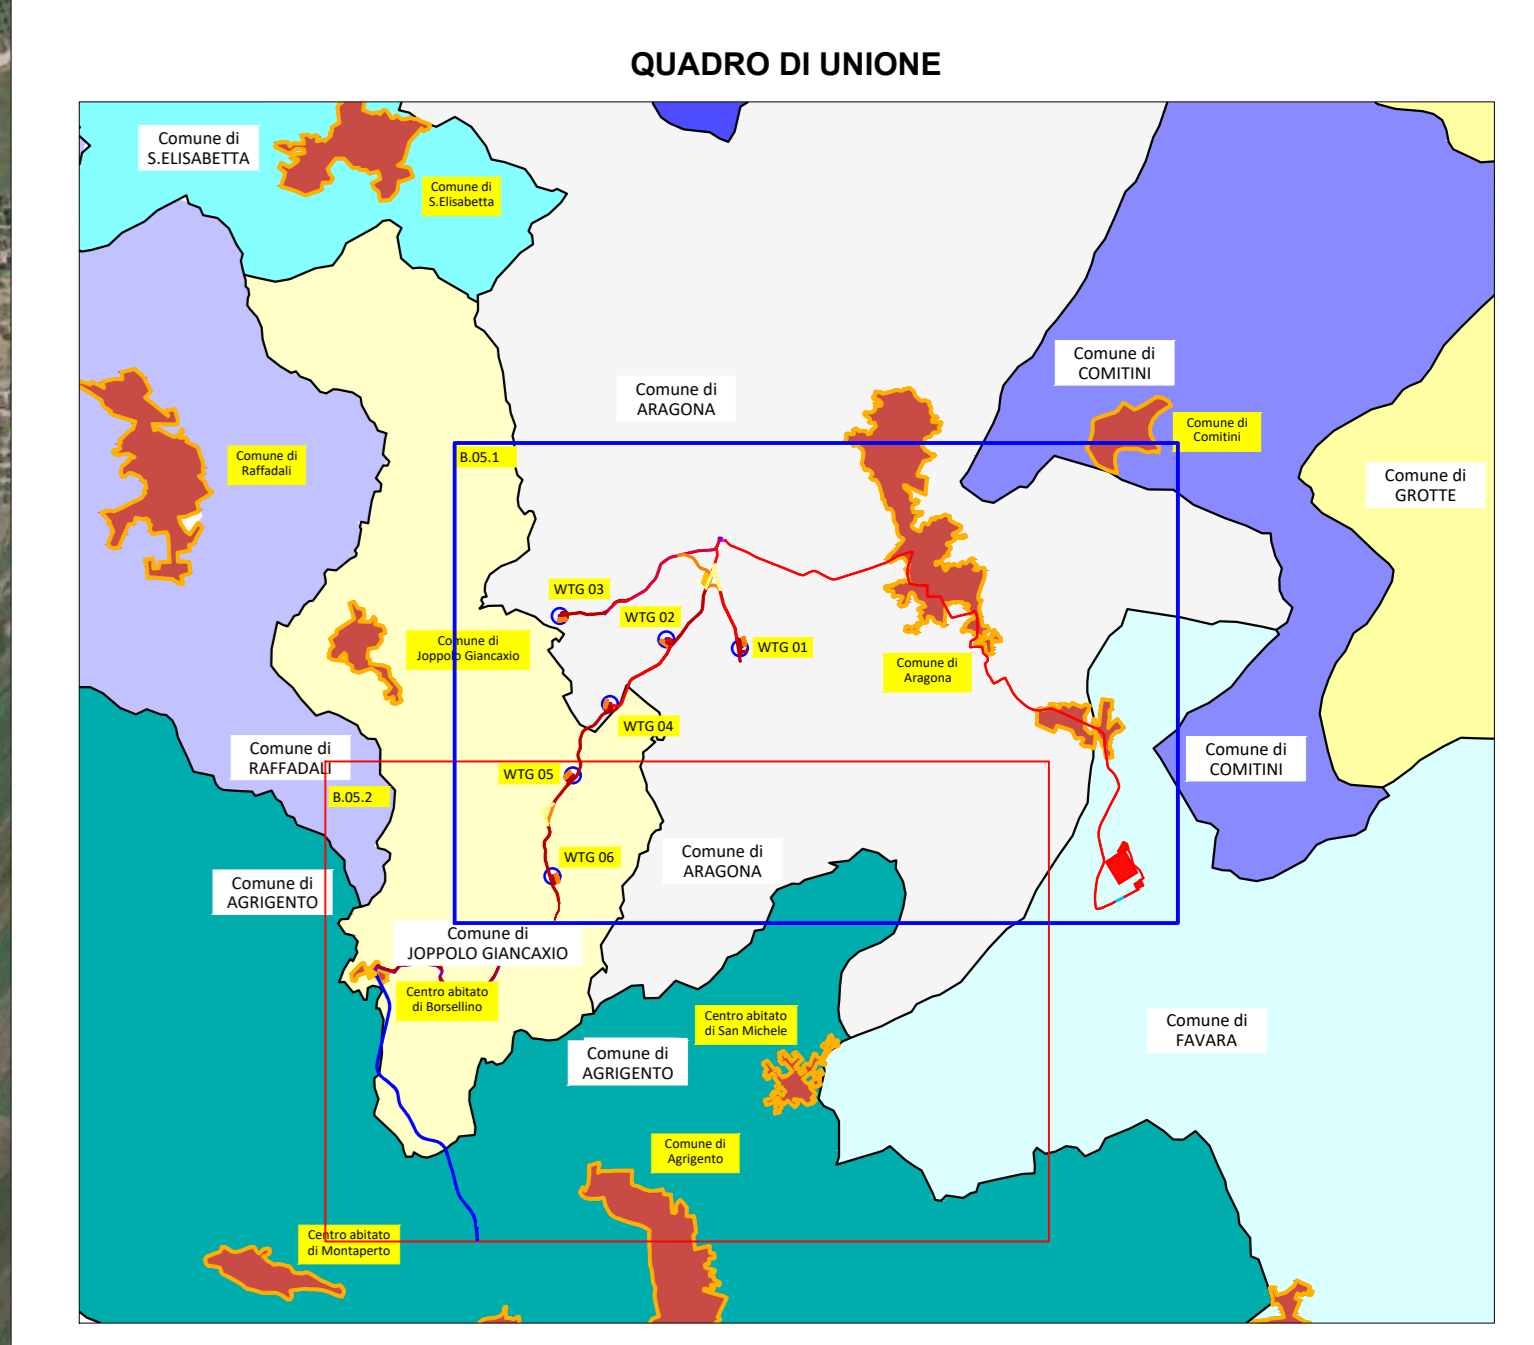 QUADRO DI UNIONE
Comune di
S.ELISABETTA
Comune di
S.Elisabetta
Comune di
COMITINI
Comune di
ARAGONA
Comune di
Comitini
Comune di
Raffadali
B.05.1
Comune di
GROTTE
WTG 03
WTG 02
WTG 01
Comune di
Joppolo Giancaxio
Comune di
Aragona
WTG 04
Comune di
RAFFADALI
Comune di
COMITINI
WTG 05
B.05.2
WTG 06
Comune di
ARAGONA
Comune di
AGRIGENTO
Comune di
JOPPOLO GIANCAXIO
Centro abitato
di Borsellino
Centro abitato
di San Michele
Comune di
FAVARA
Comune di
AGRIGENTO
Comune di
Agrigento
Centro abitato
di Montaperto